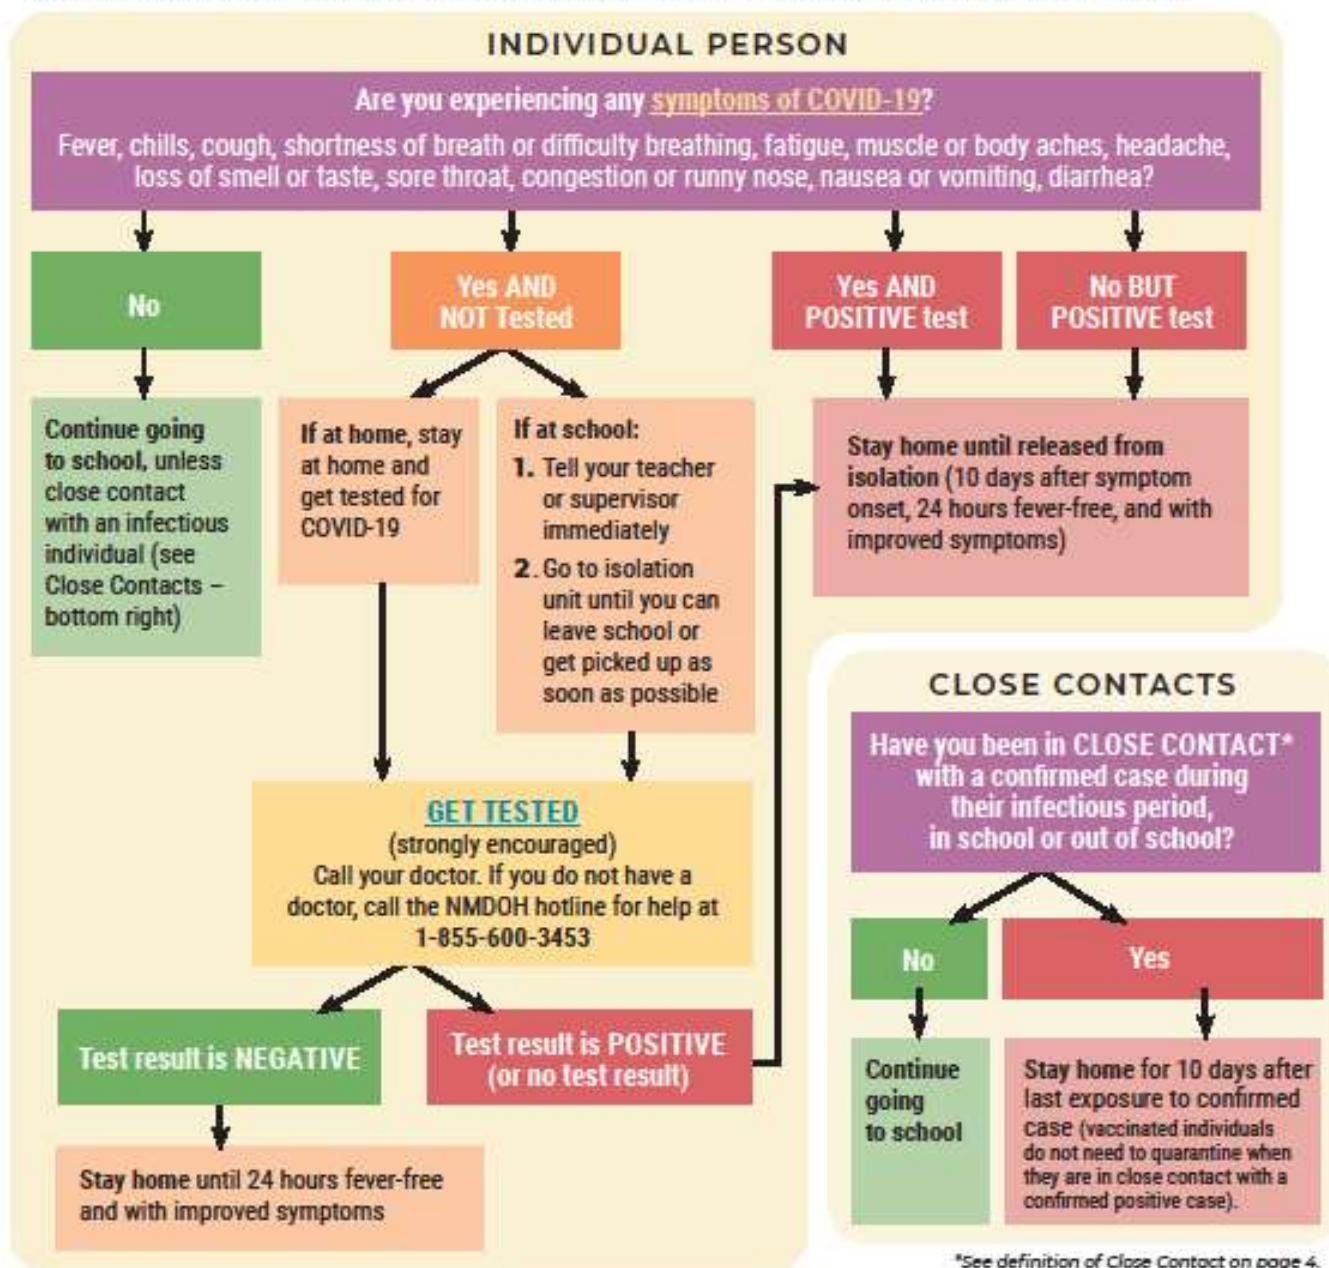 INDIVIDUAL PERSON
Are you experiencing any symptoms of COVID-19?
Fever, chills, cough, shortness of breath or difficulty breathing, fatigue, muscle or body aches, headache,
loss of smell or taste, sore throat, congestion or runny nose, nausea or vomiting, diarrhea?
No
Yes AND
NOT Tested
Yes AND
POSITIVE test
No BUT
POSITIVE test
Continue going
to school, unless
close contact
with an infectious
individual (see
Close Contacts –
bottom right)
If at home, stay
at home and
get tested for
COVID-19
If at school:
1. Tell your teacher
or supervisor
immediately
2. Go to isolation
unit until you can
leave school or
get picked up as
soon as possible
Stay home until released from
isolation (10 days after symptom
onset, 24 hours fever-free, and with
improved symptoms)
GET TESTED
(strongly encouraged)
Call your doctor. If you do not have a
doctor, call the NMDOH hotline for help at
1-855-600-3453
Test result is NEGATIVE
Test result is POSITIVE
(or no test result)
Stay home until 24 hours fever-free
and with improved symptoms
CLOSE CONTACTS
Have you been in CLOSE CONTACT*
with a confirmed case during
their infectious period,
in school or out of school?
No
Yes
Continue
going
to school
Stay home for 10 days after
last exposure to confirmed
case (vaccinated individuals
do not need to quarantine when
they are in close contact with a
confirmed positive case).
*See definition of Close Contact on page 4.